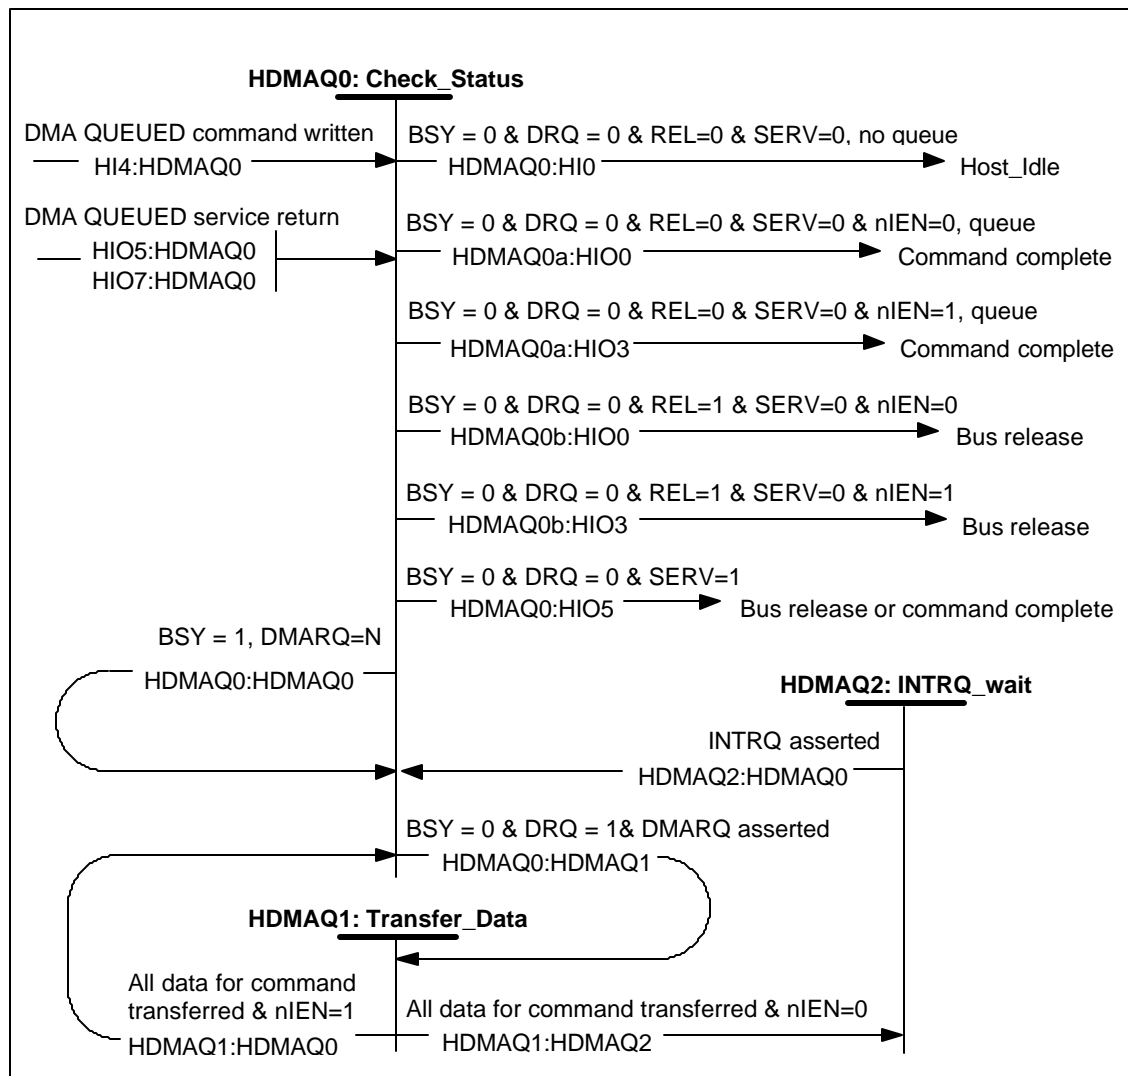 HDMAQ0: Check_Status
DMA QUEUED command written
HI4:HDMAQ0
BSY = 0 & DRQ = 0 & REL=0 & SERV=0, no queue
HDMAQ0:HI0
Host_Idle
DMA QUEUED service return
HIO5:HDMAQ0
HIO7:HDMAQ0
BSY = 0 & DRQ = 0 & REL=0 & SERV=0 & nIEN=0, queue
HDMAQ0a:HIO0
Command complete
BSY = 0 & DRQ = 0 & REL=0 & SERV=0 & nIEN=1, queue
HDMAQ0a:HIO3
Command complete
BSY = 0 & DRQ = 0 & REL=1 & SERV=0 & nIEN=0
HDMAQ0b:HIO0
Bus release
BSY = 0 & DRQ = 0 & REL=1 & SERV=0 & nIEN=1
HDMAQ0b:HIO3
Bus release
BSY = 0 & DRQ = 0 & SERV=1
HDMAQ0:HIO5
Bus release or command complete
BSY = 1, DMARQ=N
HDMAQ0:HDMAQ0
HDMAQ2: INTRQ_wait
INTRQ asserted
HDMAQ2:HDMAQ0
BSY = 0 & DRQ = 1& DMARQ asserted
HDMAQ0:HDMAQ1
HDMAQ1: Transfer_Data
All data for command
transferred & nIEN=1
HDMAQ1:HDMAQ0
All data for command transferred & nIEN=0
HDMAQ1:HDMAQ2